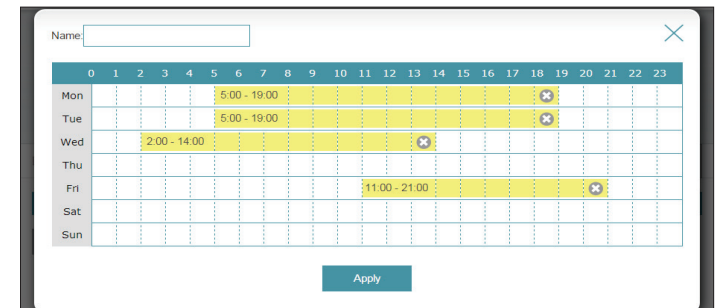 Name:
0 1 2 3 4 5 6 7 8 9 10 11 12 13 14 15 16 17 18 19 20 21 22 23
Mon 5:00 - 19:00
Tue 5:00 - 19:00
Wed 2:00 - 14:00
Thu
Fri 11:00 - 21:00
Sat
Sun
Apply